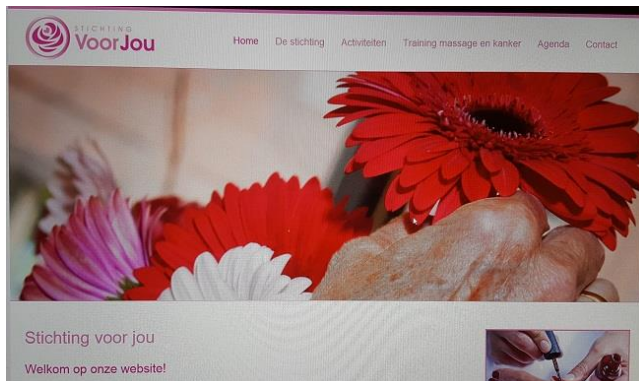 STICHTING
VoorJou
Home De stichting Activiteiten Training massage en kanker Agenda Contact
Stichting voor jou
Welkom op onze website!